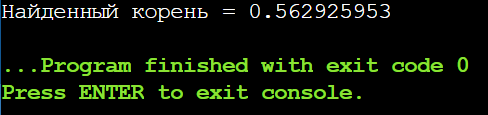 Найденный корень = 0.562925953
...Program finished with exit code 0
Press ENTER to exit console.